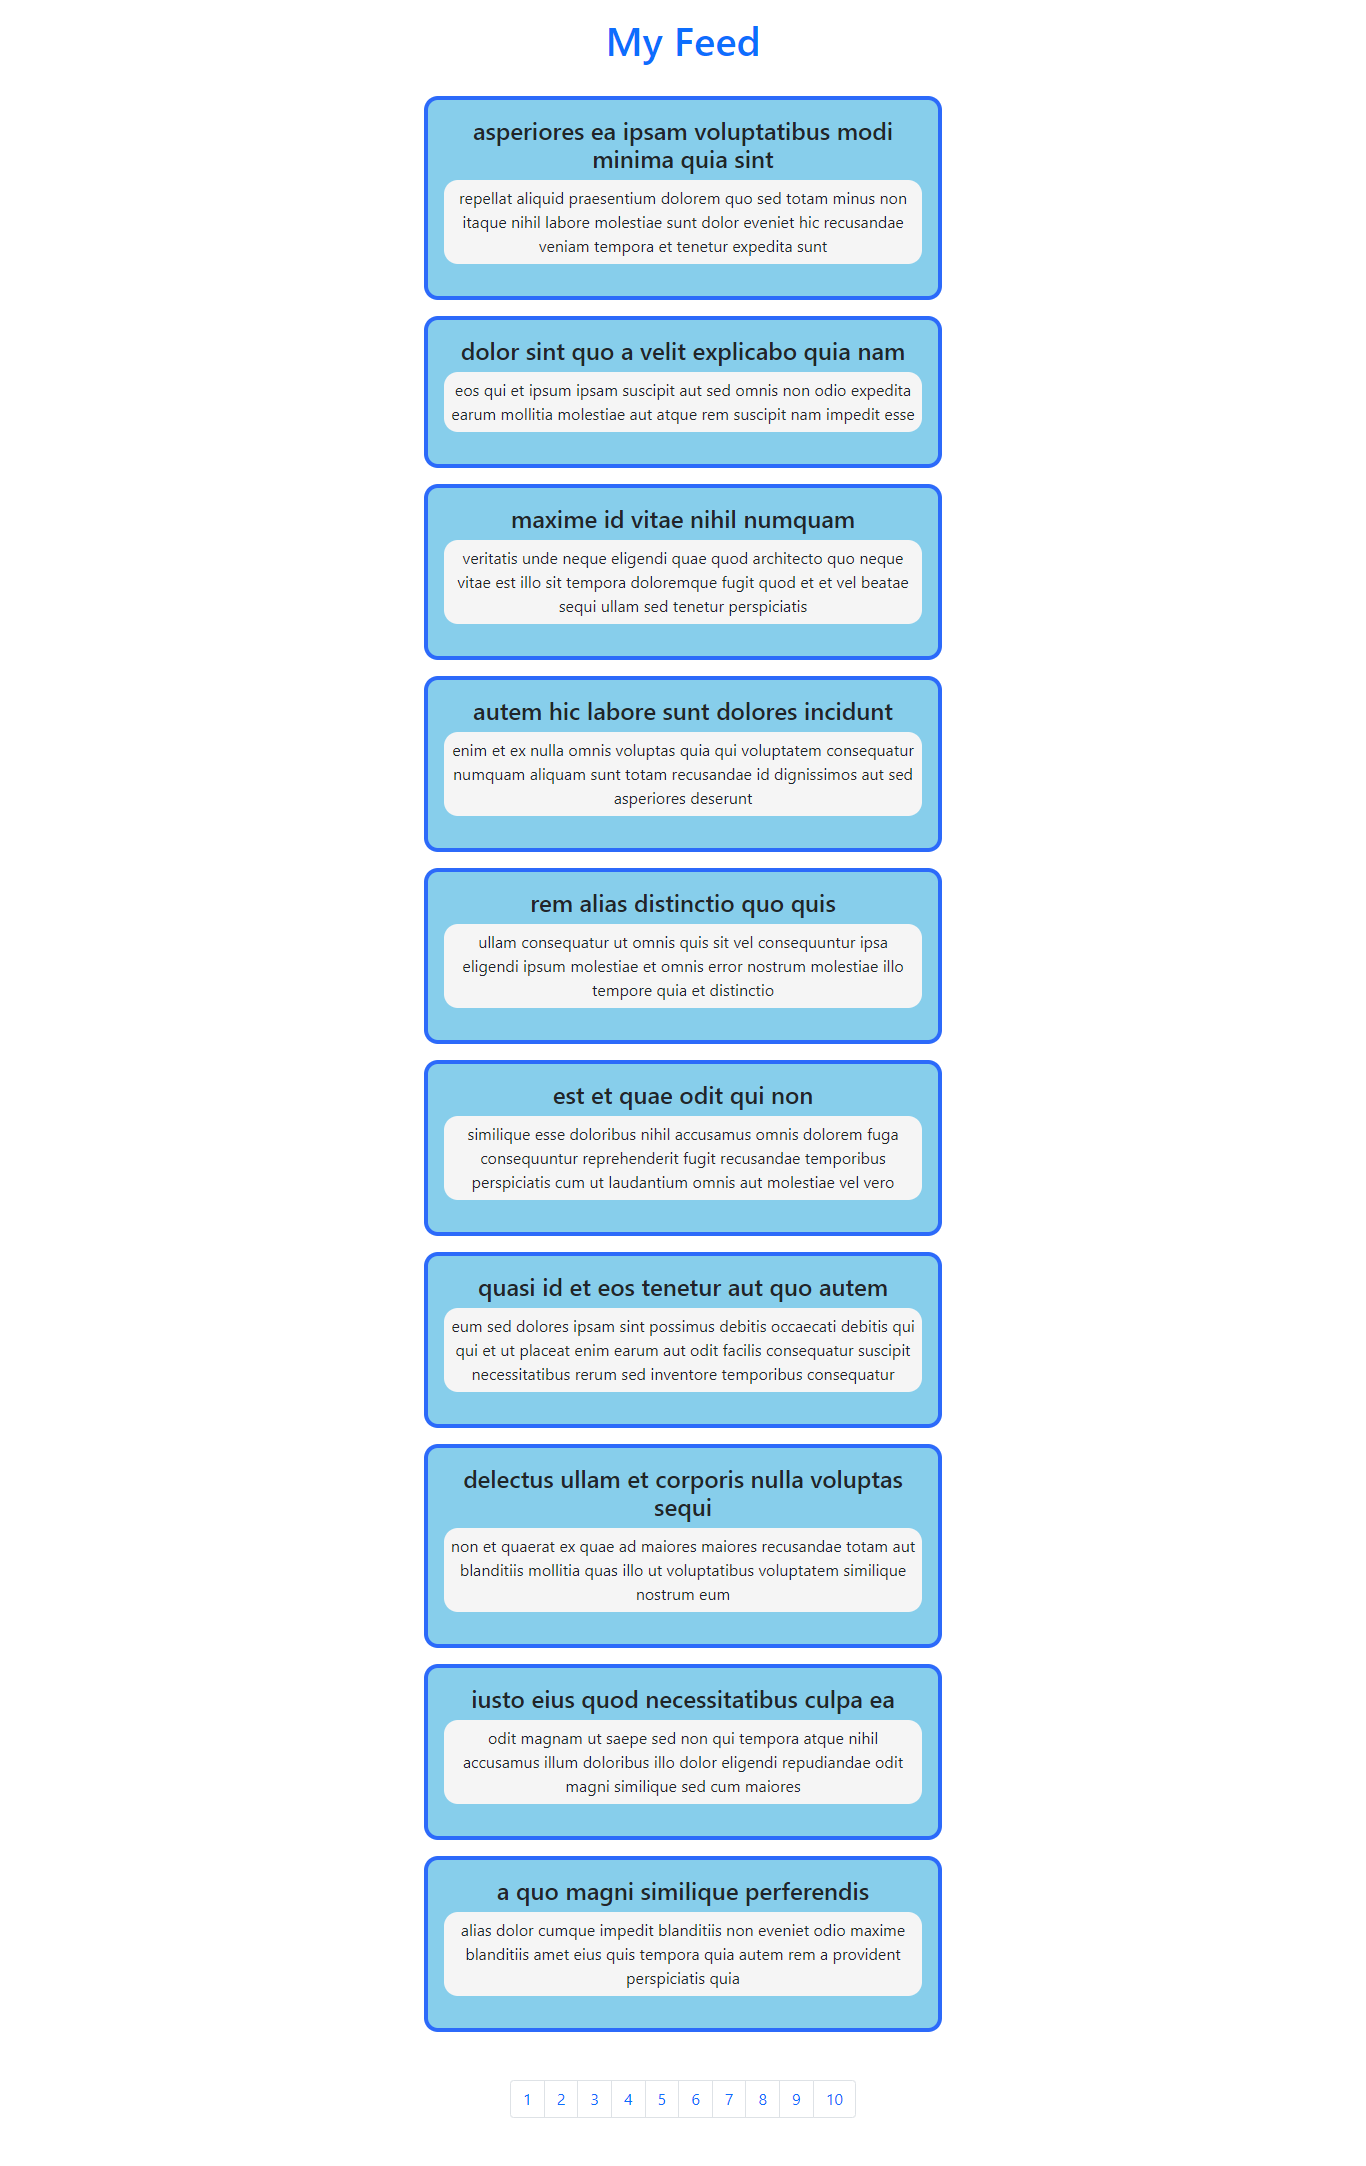 My Feed
asperiores ea ipsam voluptatibus modi
minima quia sint
repellat aliquid praesentium dolorem quo sed totam minus non
itaque nihil labore molestiae sunt dolor eveniet hic recusandae
veniam tempora et tenetur expedita sunt
dolor sint quo a velit explicabo quia nam
eos qui et ipsum ipsam suscipit aut sed omnis non odio expedita
earum mollitia molestiae aut atque rem suscipit nam impedit esse
maxime id vitae nihil numquam
veritatis unde neque eligendi quae quod architecto quo neque
vitae est illo sit tempora doloremque fugit quod et et vel beatae
sequi ullam sed tenetur perspiciatis
autem hic labore sunt dolores incidunt
enim et ex nulla omnis voluptas quia qui voluptatem consequatur
numquam aliquam sunt totam recusandae id dignissimos aut sed
asperiores deserunt
rem alias distinctio quo quis
ullam consequatur ut omnis quis sit vel consequuntur ipsa
eligendi ipsum molestiae et omnis error nostrum molestiae illo
tempore quia et distinctio
est et quae odit qui non
similique esse doloribus nihil accusamus omnis dolorem fuga
consequuntur reprehenderit fugit recusandae temporibus
perspiciatis cum ut laudantium omnis aut molestiae vel vero
quasi id et eos tenetur aut quo autem
eum sed dolores ipsam sint possimus debitis occaecati debitis qui
qui et ut placeat enim earum aut odit facilis consequatur suscipit
necessitatibus rerum sed inventore temporibus consequatur
delectus ullam et corporis nulla voluptas
sequi
non et quaerat ex quae ad maiores maiores recusandae totam aut
blanditiis mollitia quas illo ut voluptatibus voluptatem similique
nostrum eum
iusto eius quod necessitatibus culpa ea
odit magnam ut saepe sed non qui tempora atque nihil
accusamus illum doloribus illo dolor eligendi repudiandae odit
magni similique sed cum maiores
a quo magni similique perferendis
alias dolor cumque impedit blanditiis non eveniet odio maxime
blanditiis amet eius quis tempora quia autem rem a provident
perspiciatis quia
1 2 3 4 5 6 7 8 9 10